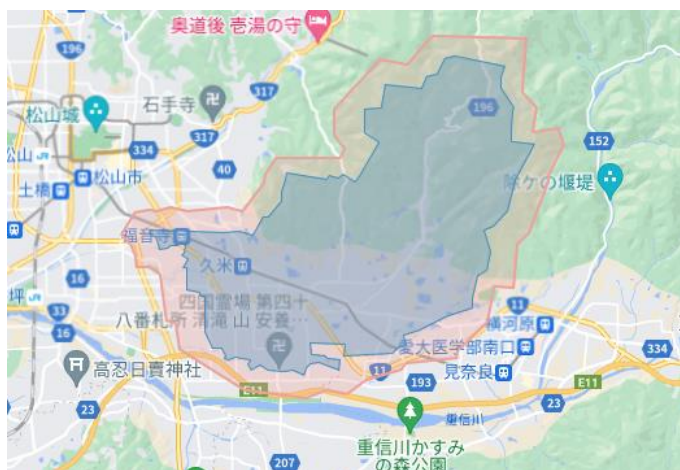 奥道後 壱湯の守
196
317
石手寺
松山城
317
196
334
152
松山
40
除ケの堰堤
土橋
松山市
福音寺
久米
16
四国霊場 第四十
八番札所 清滝山 安養…
11
坪
33
横河原
16
愛大医学部南口
334
高忍日賣神社
11
見奈良
E11
193
E11
23
23
重信川
重信川かすみ
の森公園
207